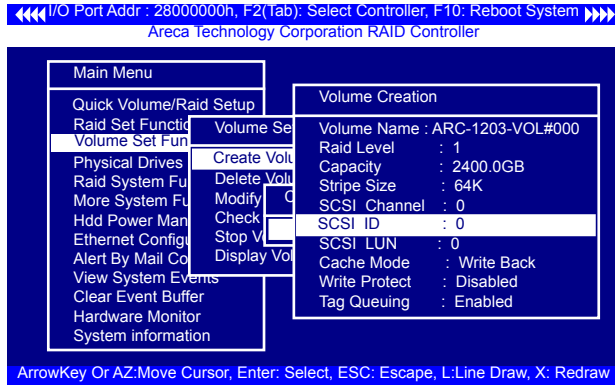 I/O Port Addr : 28000000h, F2(Tab): Select Controller, F10: Reboot System
Areca Technology Corporation RAID Controller
Main Menu
Quick Volume/Raid Setup
Raid Set Functio
Volume Set Fun
Physical Drives
Raid System Fu
More System Fu
Hdd Power Man
Ethernet Configu
Alert By Mail Co
View System Events
Clear Event Buffer
Hardware Monitor
System information
Volume Se
Create Volu
Delete Volu
Modify
Check
Stop V
Display Vol
C
Volume Creation
Volume Name : ARC-1203-VOL#000
Raid Level : 1
Capacity : 2400.0GB
Stripe Size : 64K
SCSI Channel : 0
SCSI ID : 0
SCSI LUN : 0
Cache Mode : Write Back
Write Protect : Disabled
Tag Queuing : Enabled
ArrowKey Or AZ:Move Cursor, Enter: Select, ESC: Escape, L:Line Draw, X: Redraw